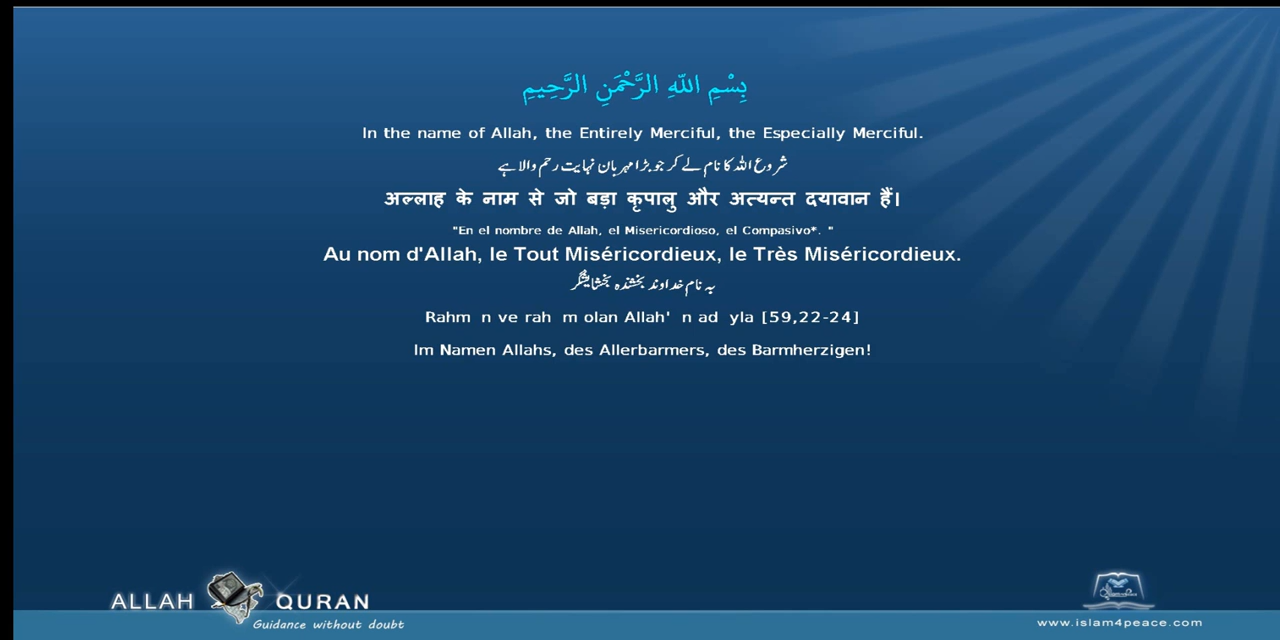 بِسْمِ اللّهِ الرَّحْمَنِ الرَّحِيمِ
In the name of Allah, the Entirely Merciful, the Especially Merciful.
شروع الله کا نام لے کر جو بڑا مہربان نہایت رحم والا ہے
अल्लाह के नाम से जो बड़ा कृपालु और अत्यन्त दयावान हैं।
"En el nombre de Allah, el Misericordioso, el Compasivo*. "
Au nom d'Allah, le Tout Miséricordieux, le Très Miséricordieux.
به نام خداوند بخشنده بخشایشگر
Rahm n ve rah m olan Allah' n ad yla [59,22-24]
Im Namen Allahs, des Allerbarmers, des Barmherzigen!
ALLAH QURAN
Guidance without doubt
www.islam4peace.com